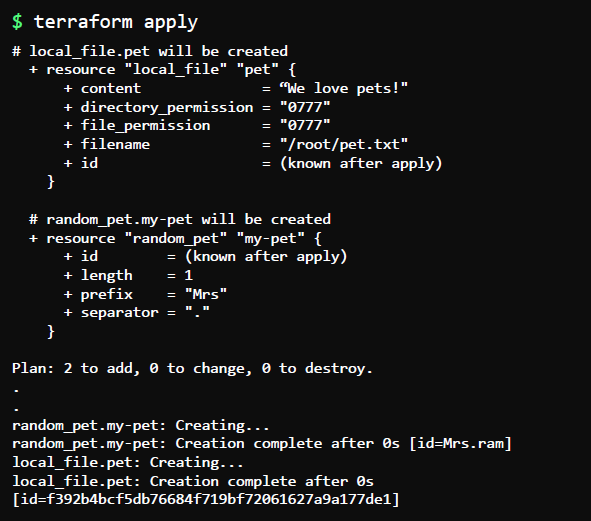 $ terraform apply
# local_file.pet will be created
  + resource "local_file" "pet" {
      + content              = “We love pets!"
      + directory_permission = "0777"
      + file_permission      = "0777"
      + filename             = "/root/pet.txt"
      + id                   = (known after apply)
    }
  # random_pet.my-pet will be created
  + resource "random_pet" "my-pet" {
      + id        = (known after apply)
      + length    = 1
      + prefix    = "Mrs"
      + separator = "."
    }
Plan: 2 to add, 0 to change, 0 to destroy.
.
.
random_pet.my-pet: Creating...
random_pet.my-pet: Creation complete after 0s [id=Mrs.ram]
local_file.pet: Creating...
local_file.pet: Creation complete after 0s
[id=f392b4bcf5db76684f719bf72061627a9a177de1]